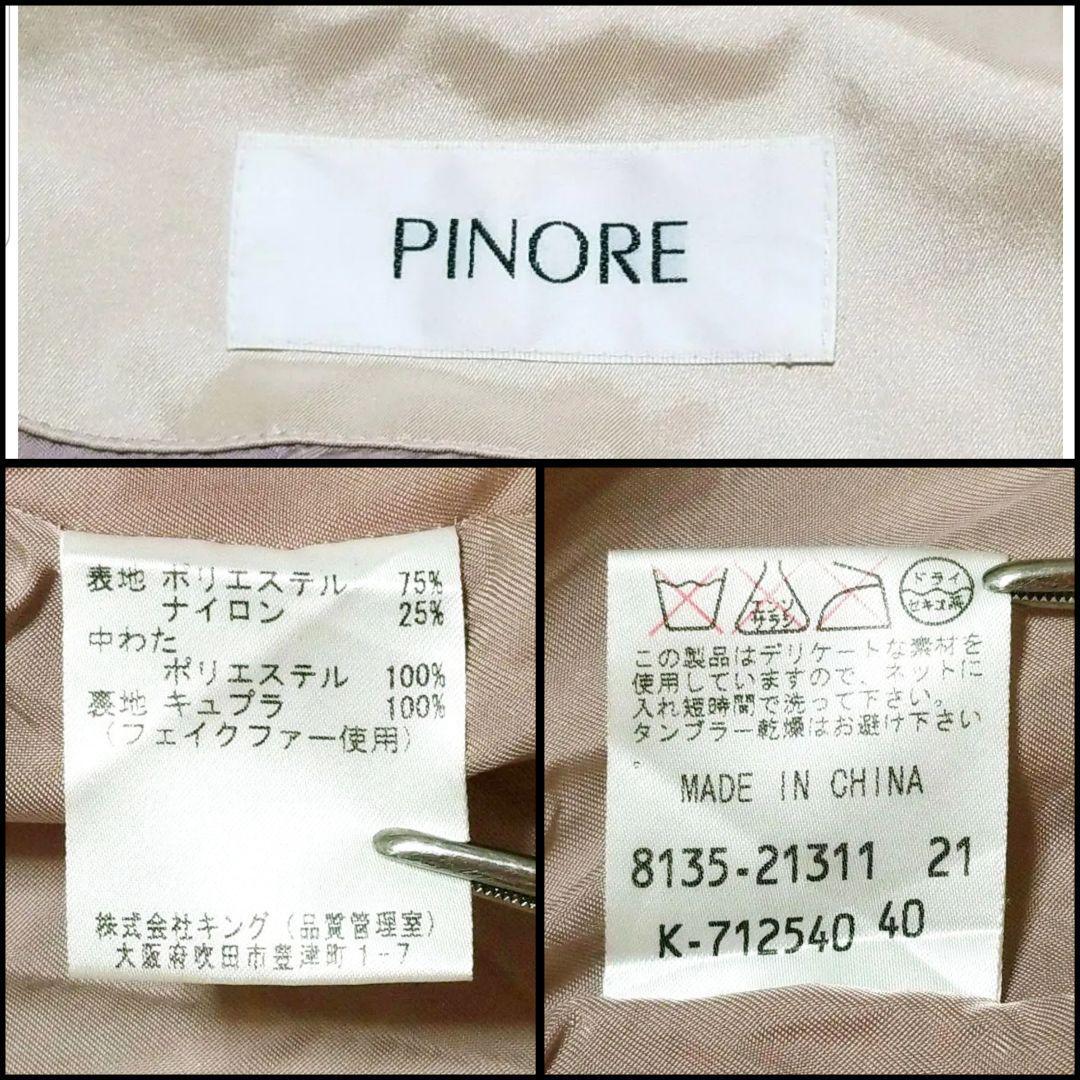 PINORE
表地 ポリエステル 75%
ナイロン 25%
中わた
ポリエステル 100%
裏地 キュプラ 100%
(フェイクファー使用)
株式会社キング(品質管理室)
大阪府吹田市豊津町1-7
エンソ
サラシ
ドライ
セキユ系
この製品はデリケートな素材を
使用していますので、ネットに
入れ短時間で洗って下さい。
タンブラー乾燥はお避け下さい
。
MADE IN CHINA
8135-21311 21
K-712540 40